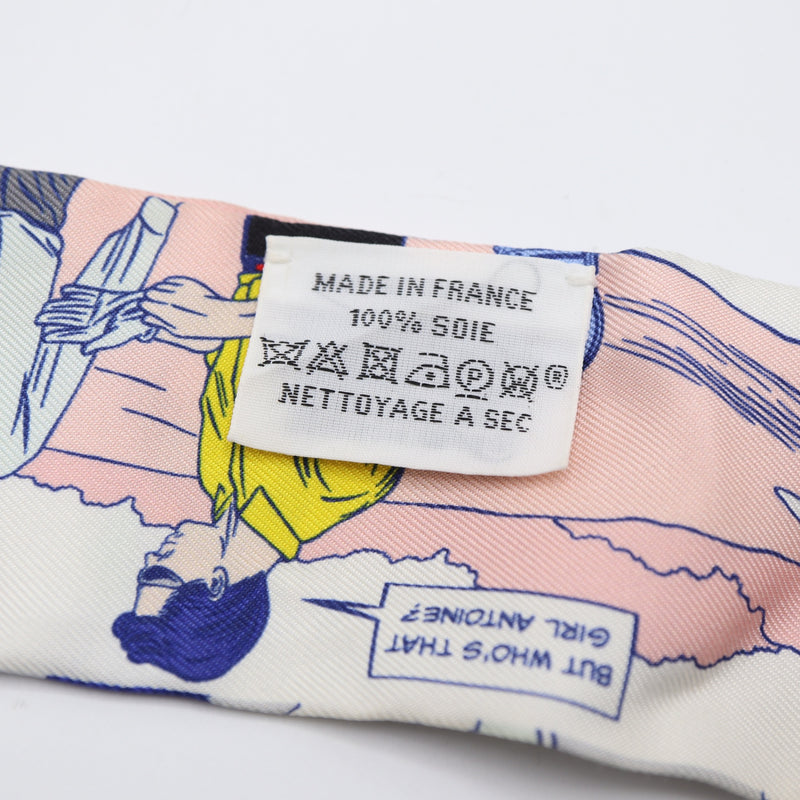 MADE IN FRANCE
100% SOIE
®
NETTOYAGE A SEC
BUT WHO'S THAT
GIRL ANTOINE?